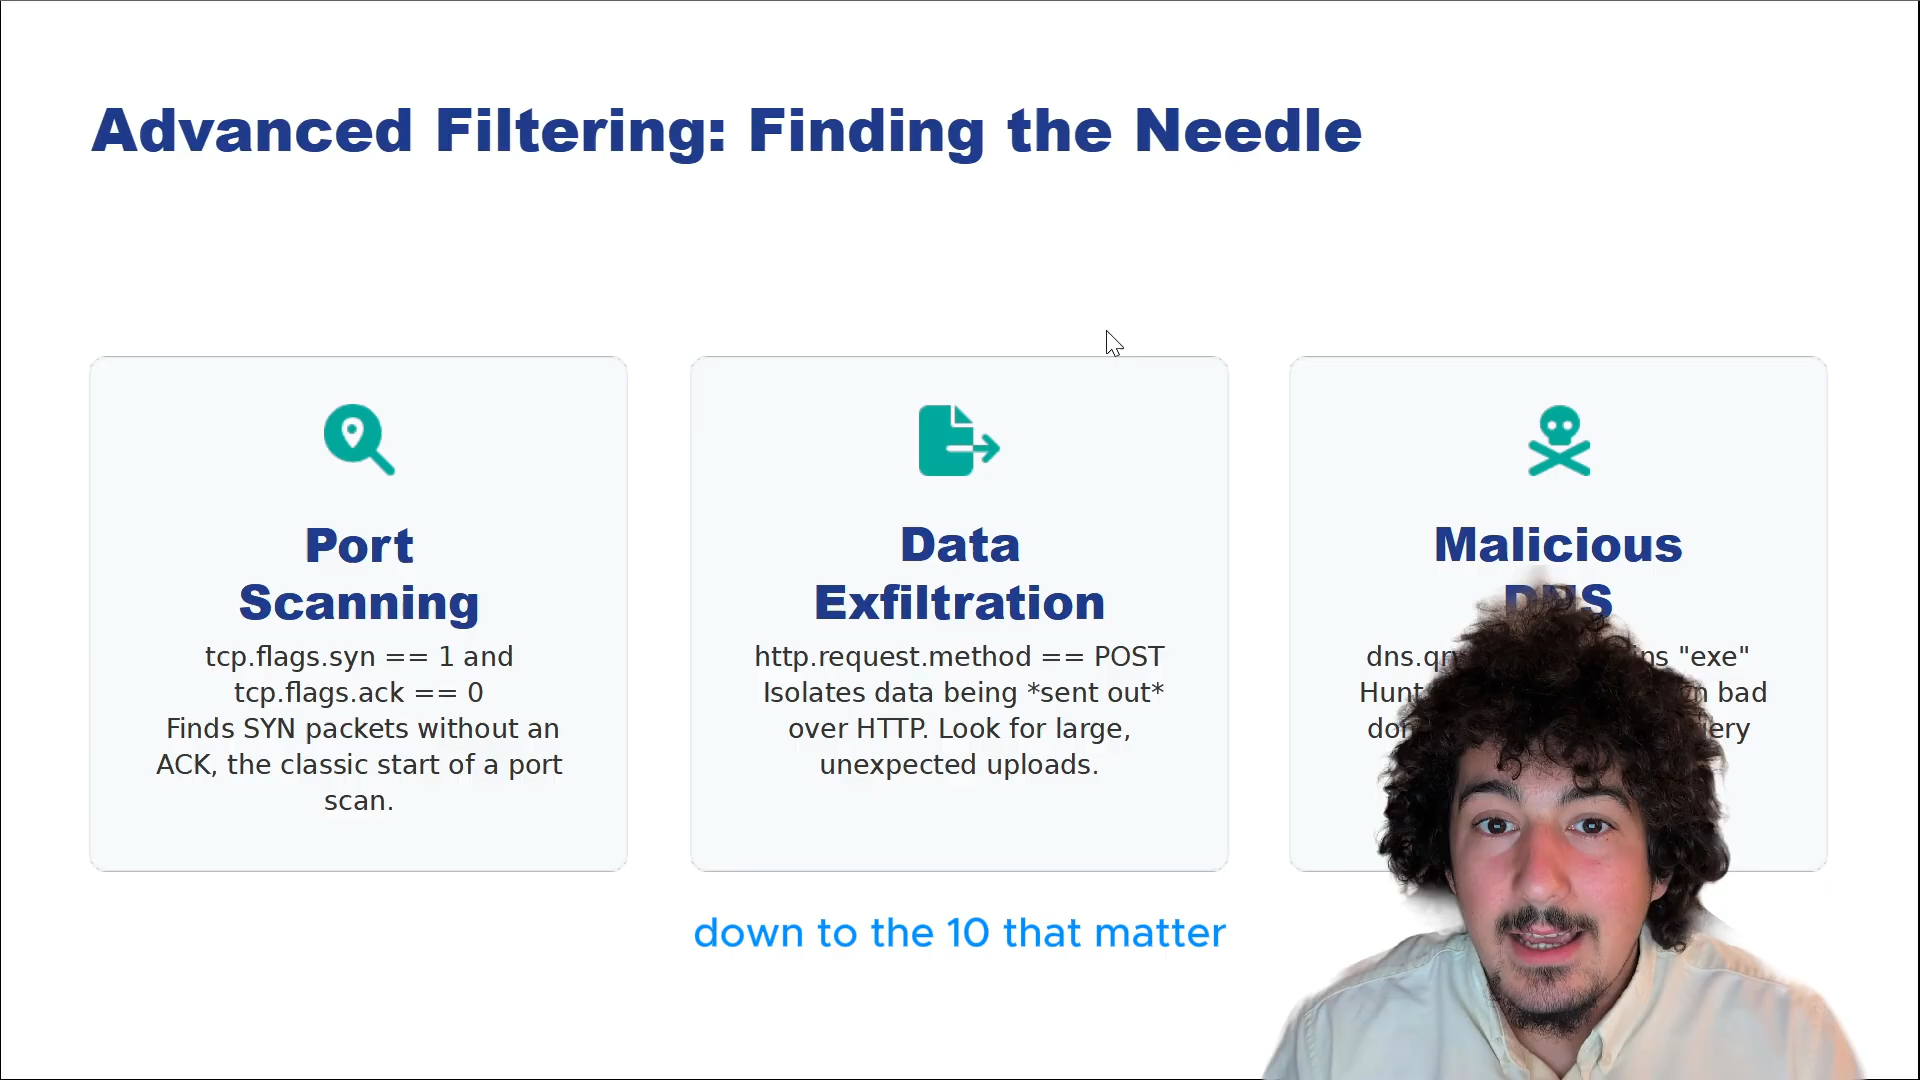 Advanced Filtering: Finding the Needle
Port
Scanning
tcp.flags.syn == 1 and
tcp.flags.ack == 0
Finds SYN packets without an
ACK, the classic start of a port
scan.
Data
Exfiltration
http.request.method == POST
Isolates data being *sent out*
over HTTP. Look for large,
unexpected uploads.
Malicious
DNS
"exe"
Hunt bad
down to the 10 that matter